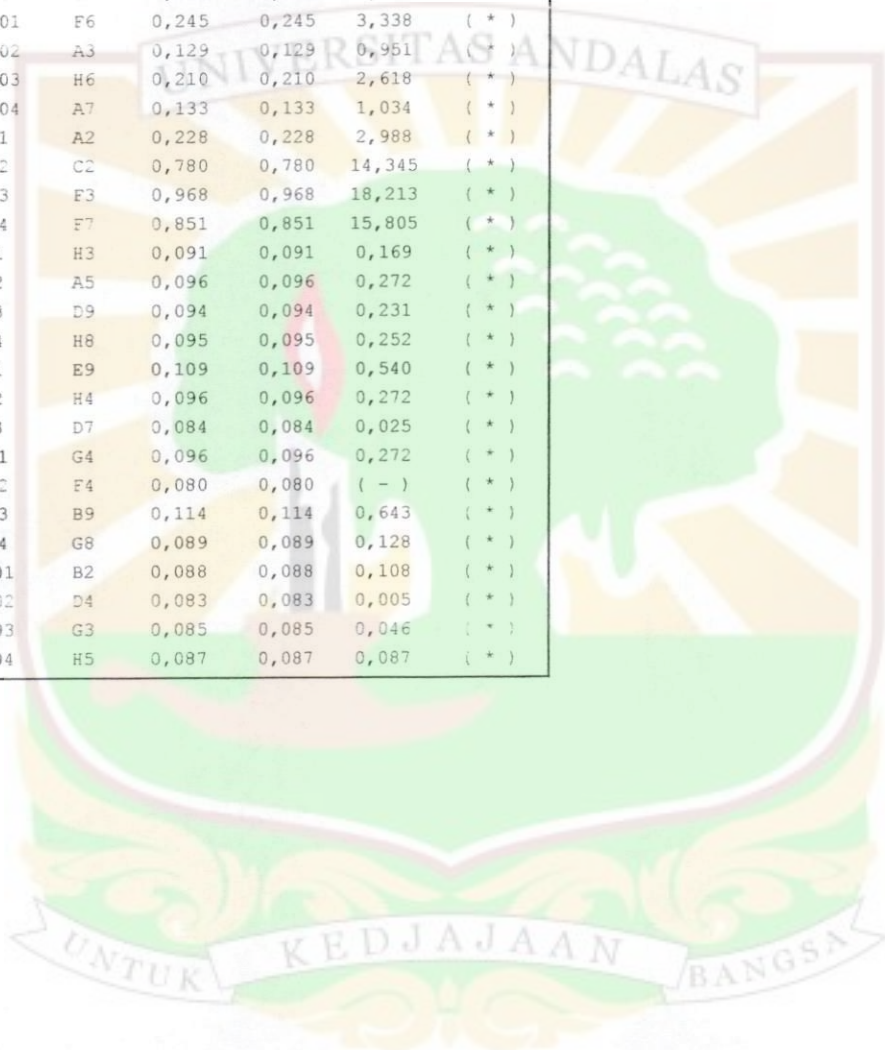 01 F6 0,245 0,245 3,338 ( * )
02 A3 0,129 0,129 0,951 ( * )
UNIVERSITAS ANDALAS
03 H6 0,210 0,210 2,618 ( * )
04 A7 0,133 0,133 1,034 ( * )
1 A2 0,228 0,228 2,988 ( * )
2 C2 0,780 0,780 14,345 ( * )
3 F3 0,968 0,968 18,213 ( * )
4 F7 0,851 0,851 15,805 ( * )
H3 0,091 0,091 0,169 ( * )
A5 0,096 0,096 0,272 ( * )
D9 0,094 0,094 0,231 ( * )
H8 0,095 0,095 0,252 ( * )
E9 0,109 0,109 0,540 ( * )
H4 0,096 0,096 0,272 ( * )
D7 0,084 0,084 0,025 ( * )
1 G4 0,096 0,096 0,272 ( * )
2 F4 0,080 0,080 ( - ) ( * )
3 B9 0,114 0,114 0,643 ( * )
4 G8 0,089 0,089 0,128 ( * )
01 B2 0,088 0,088 0,108 ( * )
02 D4 0,083 0,083 0,005 ( * )
03 G3 0,085 0,085 0,046 ( * )
04 H5 0,087 0,087 0,087 ( * )
UNTUK KEDJAJAAN BANGSA